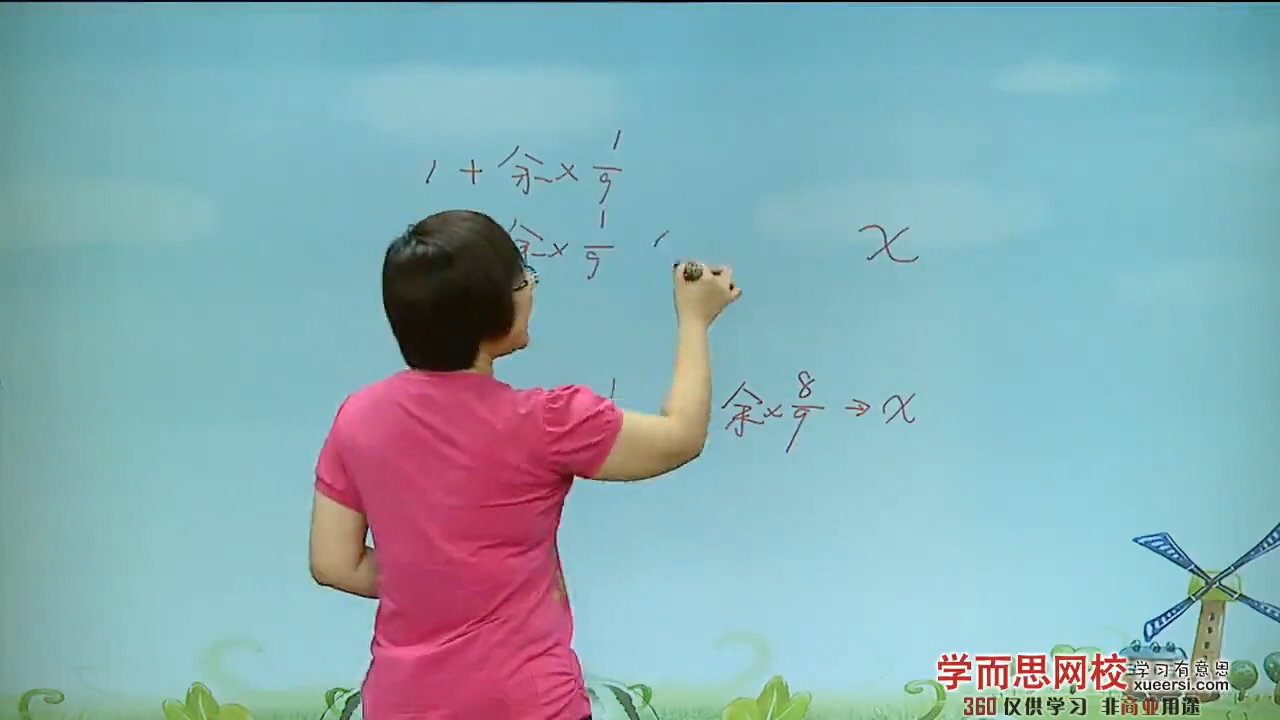 1 + 余 × 1/9
余 × 1/9
x
余 × 8/9 → x
学而思网校 学习有意思
xueersi.com
360 仅供学习 非商业用途